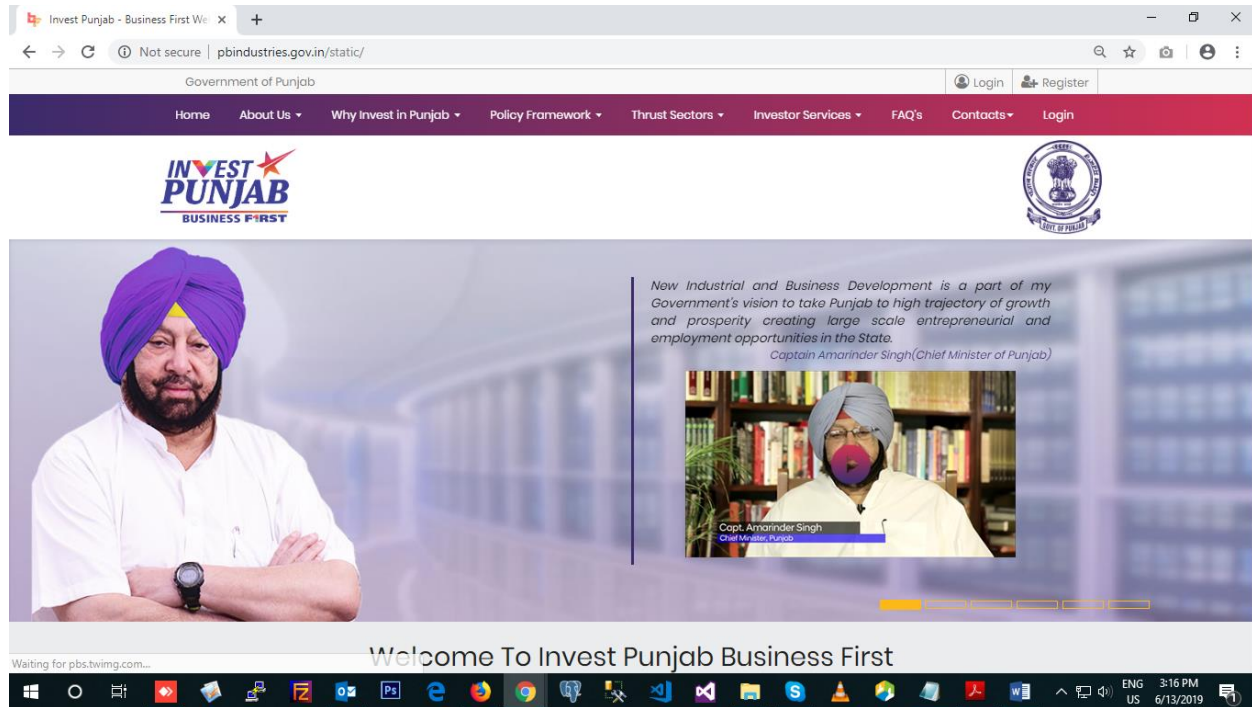 Invest Punjab - Business First We
Not secure | pbindustries.gov.in/static/
Government of Punjab
Login
Register
Home About Us Why Invest in Punjab Policy Framework Thrust Sectors Investor Services FAQ's Contacts Login
INVEST
PUNJAB
BUSINESS FIRST
GOVT. OF PUNJAB
New Industrial and Business Development is a part of my
Government's vision to take Punjab to high trajectory of growth
and prosperity creating large scale entrepreneurial and
employment opportunities in the State.
Captain Amarinder Singh(Chief Minister of Punjab)
Capt. Amarinder Singh
Chief Minister, Punjab
Welcome To Invest Punjab Business First
Waiting for pbs.twimg.com...
Ps
ENG
US
3:16 PM
6/13/2019